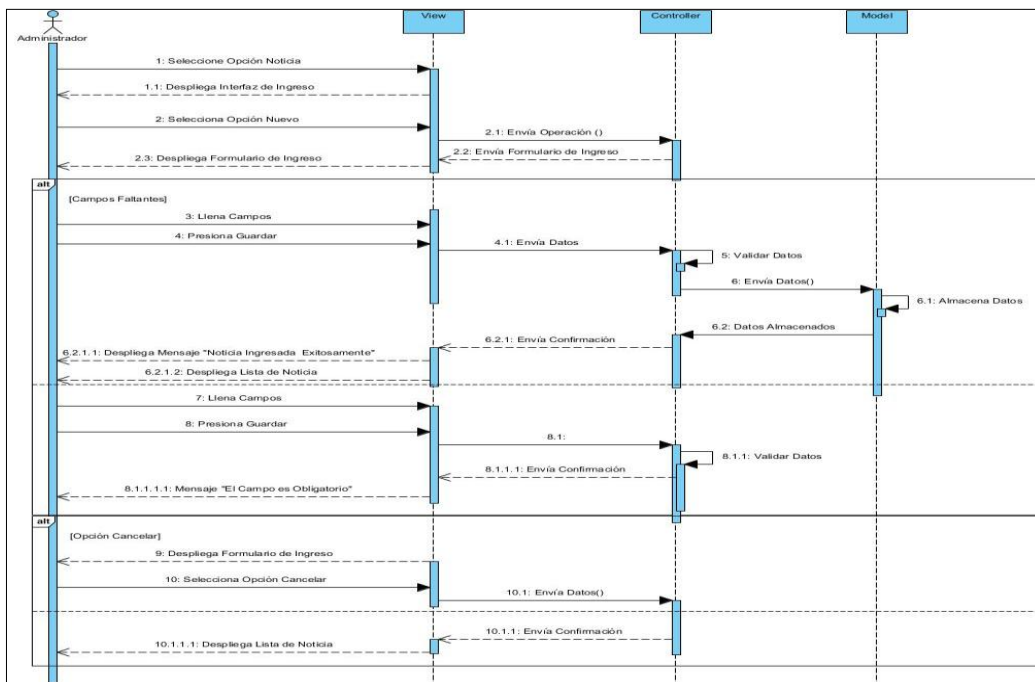 View
Controller
Model
Administrador
1: Seleccione Opción Noticia
1.1: Despliega Interfaz de Ingreso
2: Selecciona Opción Nuevo
2.1: Envía Operación ()
2.2: Envía Formulario de Ingreso
2.3: Despliega Formulario de Ingreso
alt
[Campos Faltantes]
3: Llena Campos
4: Presiona Guardar
4.1: Envía Datos
5: Validar Datos
6: Envía Datos()
6.1: Almacena Datos
6.2: Datos Almacenados
6.2.1: Envía Confirmación
6.2.1.1: Despliega Mensaje "Noticia Ingresada Exitosamente"
6.2.1.2: Despliega Lista de Noticia
7: Llena Campos
8: Presiona Guardar
8.1:
8.1.1: Validar Datos
8.1.1.1: Envía Confirmación
8.1.1.1.1: Mensaje "El Campo es Obligatorio"
alt
[Opción Cancelar]
9: Despliega Formulario de Ingreso
10: Selecciona Opción Cancelar
10.1: Envía Datos()
10.1.1: Envía Confirmación
10.1.1.1: Despliega Lista de Noticia